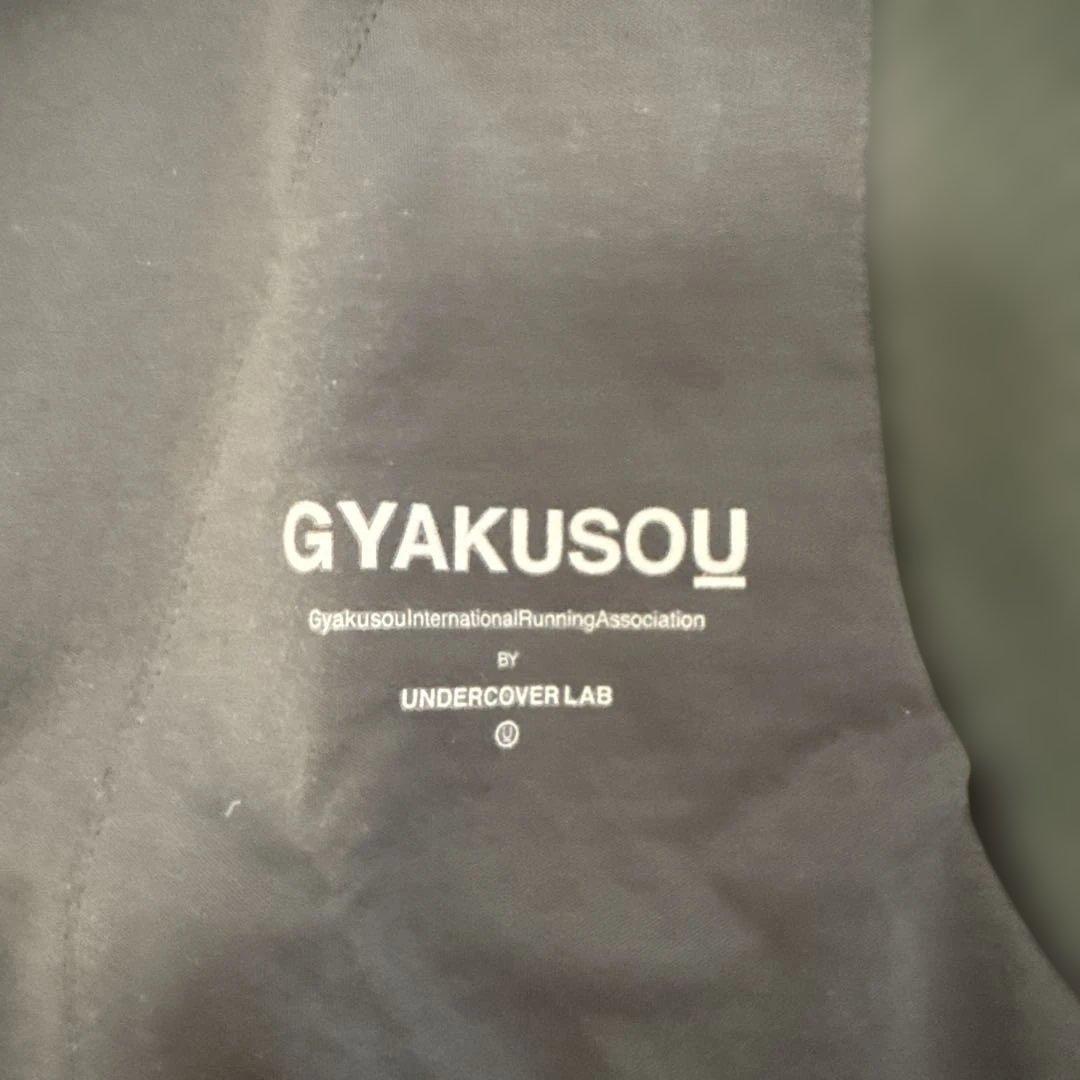 GYAKUSOU
GyakusouInternationalRunningAssociation
BY
UNDERCOVER LAB
U